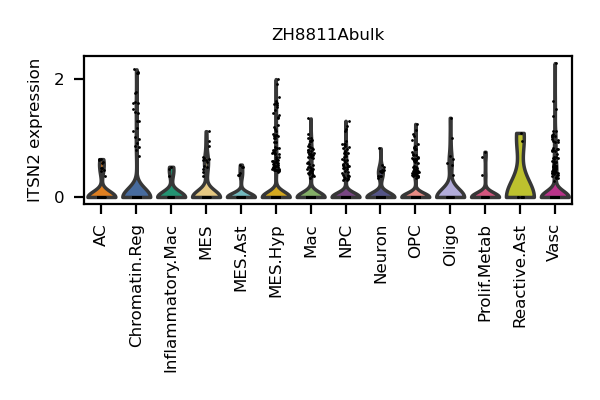 ZH8811Abulk
ITSN2 expression
2
0
AC
Chromatin.Reg
Inflammatory.Mac
MES
MES.Ast
MES.Hyp
Mac
NPC
Neuron
OPC
Oligo
Prolif.Metab
Reactive.Ast
Vasc